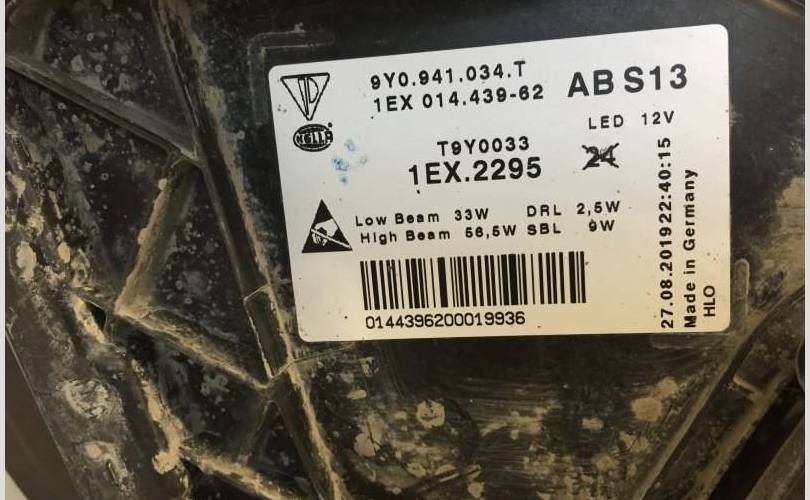 9Y0.941.034.T
1EX 014.439-62
AB S13
HELLA
LED 12V
T9Y0033
1EX.2295
24
Low Beam 33W DRL 2,5W
High Beam 56,5W SBL 9W
0144396200019936
27.08.201922:40:15
Made in Germany
HLO